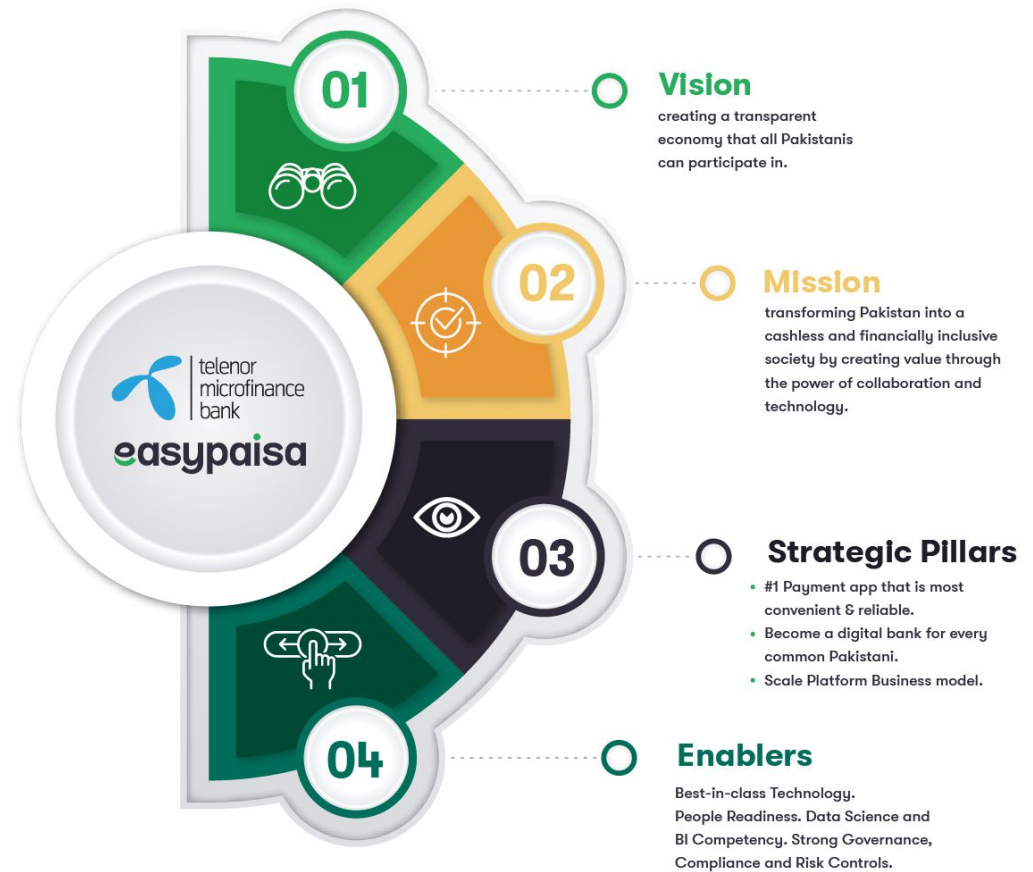 telenor
microfinance
bank
easypaisa
01
Vision
creating a transparent
economy that all Pakistanis
can participate in.
02
Mission
transforming Pakistan into a
cashless and financially inclusive
society by creating value through
the power of collaboration and
technology.
03
Strategic Pillars
• #1 Payment app that is most
convenient & reliable.
• Become a digital bank for every
common Pakistani.
• Scale Platform Business model.
04
Enablers
Best-in-class Technology.
People Readiness. Data Science and
BI Competency. Strong Governance,
Compliance and Risk Controls.